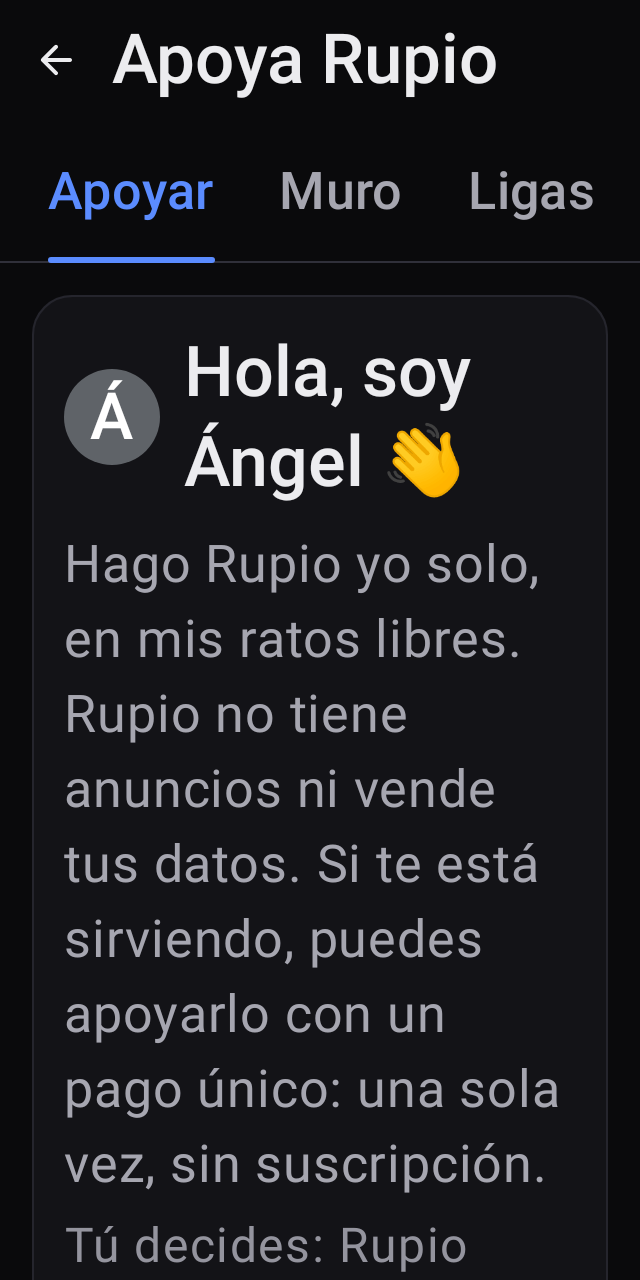 Apoya Rupio
Apoyar Muro Ligas
Á
Hola, soy
Ángel 👋
Hago Rupio yo solo,
en mis ratos libres.
Rupio no tiene
anuncios ni vende
tus datos. Si te está
sirviendo, puedes
apoyarlo con un
pago único: una sola
vez, sin suscripción.
Tú decides: Rupio